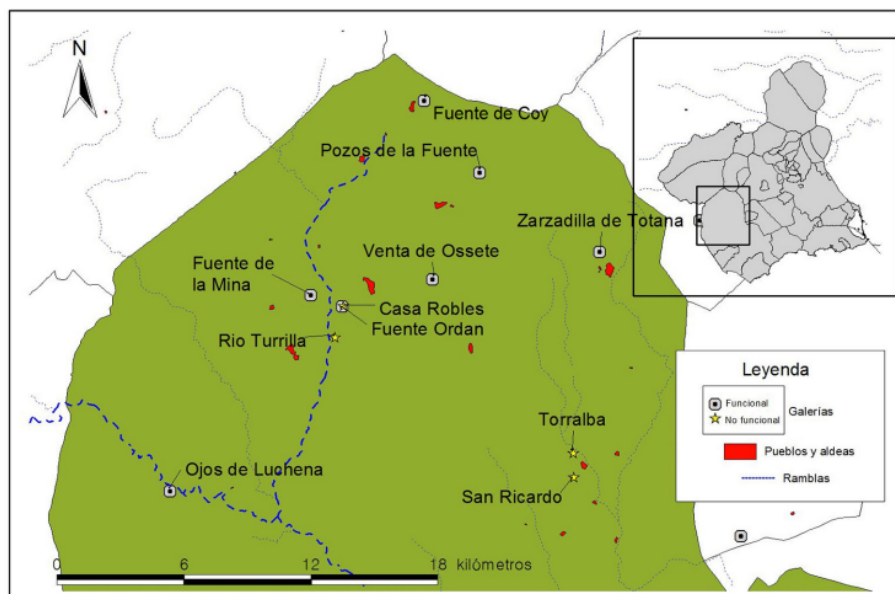 N
Fuente de Coy
Pozos de la Fuente
Zarzadilla de Totana
Venta de Ossete
Fuente de
la Mina
Casa Robles
Fuente Ordan
Rio Turrilla
Torralba
Ojos de Luchena
San Ricardo
Leyenda
Funcional
No funcional
Galerías
Pueblos y aldeas
Ramblas
0 6 12 18 kilómetros